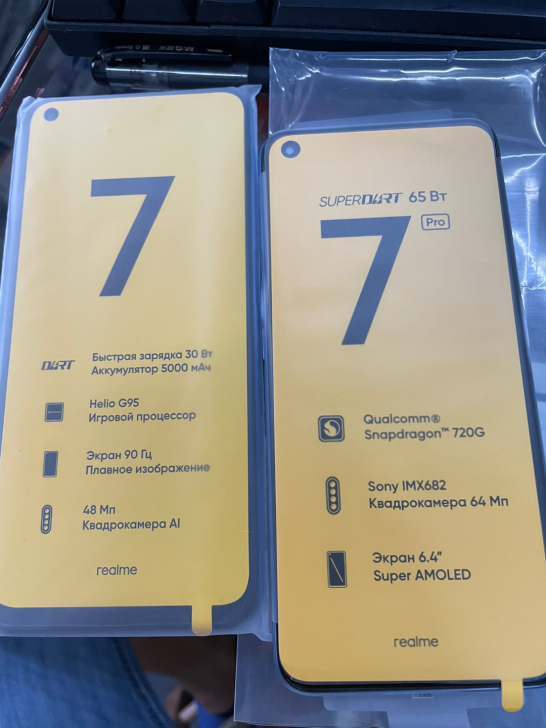 7
DART
Быстрая зарядка 30 Вт
Аккумулятор 5000 мАч
Helio G95
Игровой процессор
Экран 90 Гц
Плавное изображение
48 Мп
Квадрокамера AI
realme
SUPERDART 65 Вт
7 Pro
Qualcomm®
Snapdragon™ 720G
Sony IMX682
Квадрокамера 64 Мп
Экран 6.4"
Super AMOLED
realme